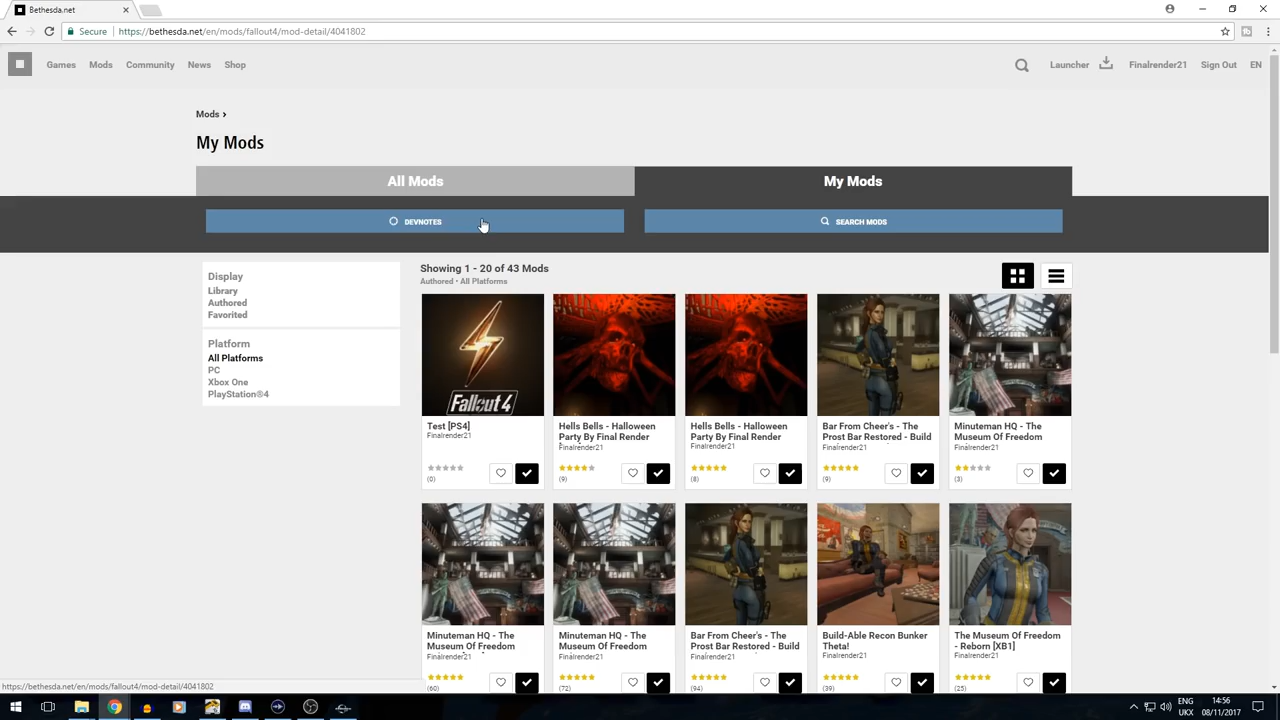 Bethesda.net
Secure
https://bethesda.net/en/mods/fallout4/mod-detail/4041802
Games Mods Community News Shop
Launcher Finalrender21 Sign Out EN
Mods ›
My Mods
All Mods
My Mods
DEVNOTES
SEARCH MODS
Display
Library
Authored
Favorited
Platform
All Platforms
PC
Xbox One
PlayStation®4
Showing 1 - 20 of 43 Mods
Authored • All Platforms
Fallout 4
Test [PS4]
Finalrender21
(0)
Hells Bells - Halloween
Party By Final Render
Finalrender21
(9)
Hells Bells - Halloween
Party By Final Render
Finalrender21
(8)
Bar From Cheer's - The
Prost Bar Restored - Build
Finalrender21
(9)
Minuteman HQ - The
Museum Of Freedom
Finalrender21
(3)
Minuteman HQ - The
Museum Of Freedom
Finalrender21
(60)
Minuteman HQ - The
Museum Of Freedom
Finalrender21
(72)
Bar From Cheer's - The
Prost Bar Restored - Build
Finalrender21
(94)
Build-Able Recon Bunker
Theta!
Finalrender21
(39)
The Museum Of Freedom
- Reborn [XB1]
Finalrender21
(25)
https://bethesda.net/en/mods/fallout4/mod-detail/4041802
ENG
UKX
14:56
08/11/2017